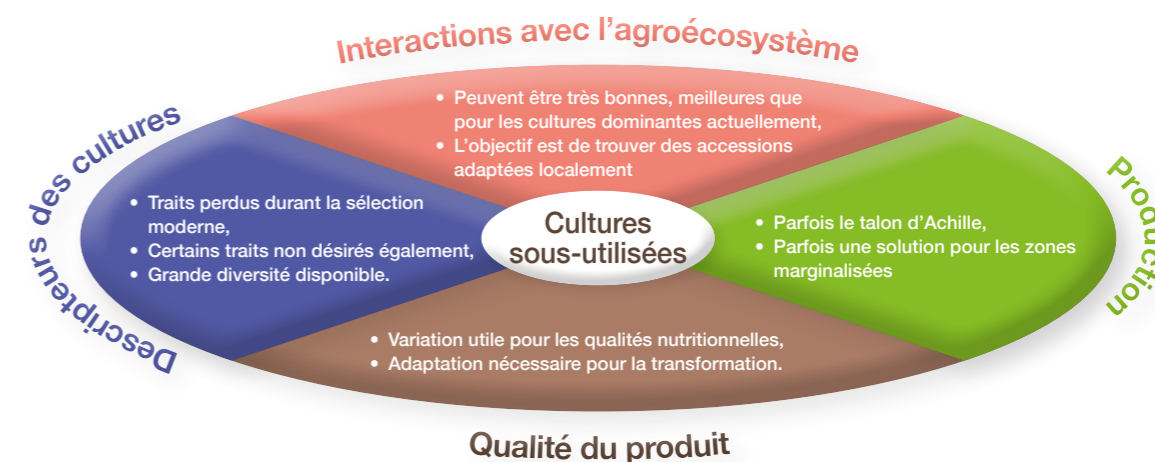 Interactions avec l’agroécosystème
• Peuvent être très bonnes, meilleures que
pour les cultures dominantes actuellement,
• L’objectif est de trouver des accessions
adaptées localement
Descripteurs des cultures
• Traits perdus durant la sélection
moderne,
• Certains traits non désirés également,
• Grande diversité disponible.
Cultures
sous-utilisées
Production
• Parfois le talon d’Achille,
• Parfois une solution pour les zones
marginalisées
• Variation utile pour les qualités nutritionnelles,
• Adaptation nécessaire pour la transformation.
Qualité du produit